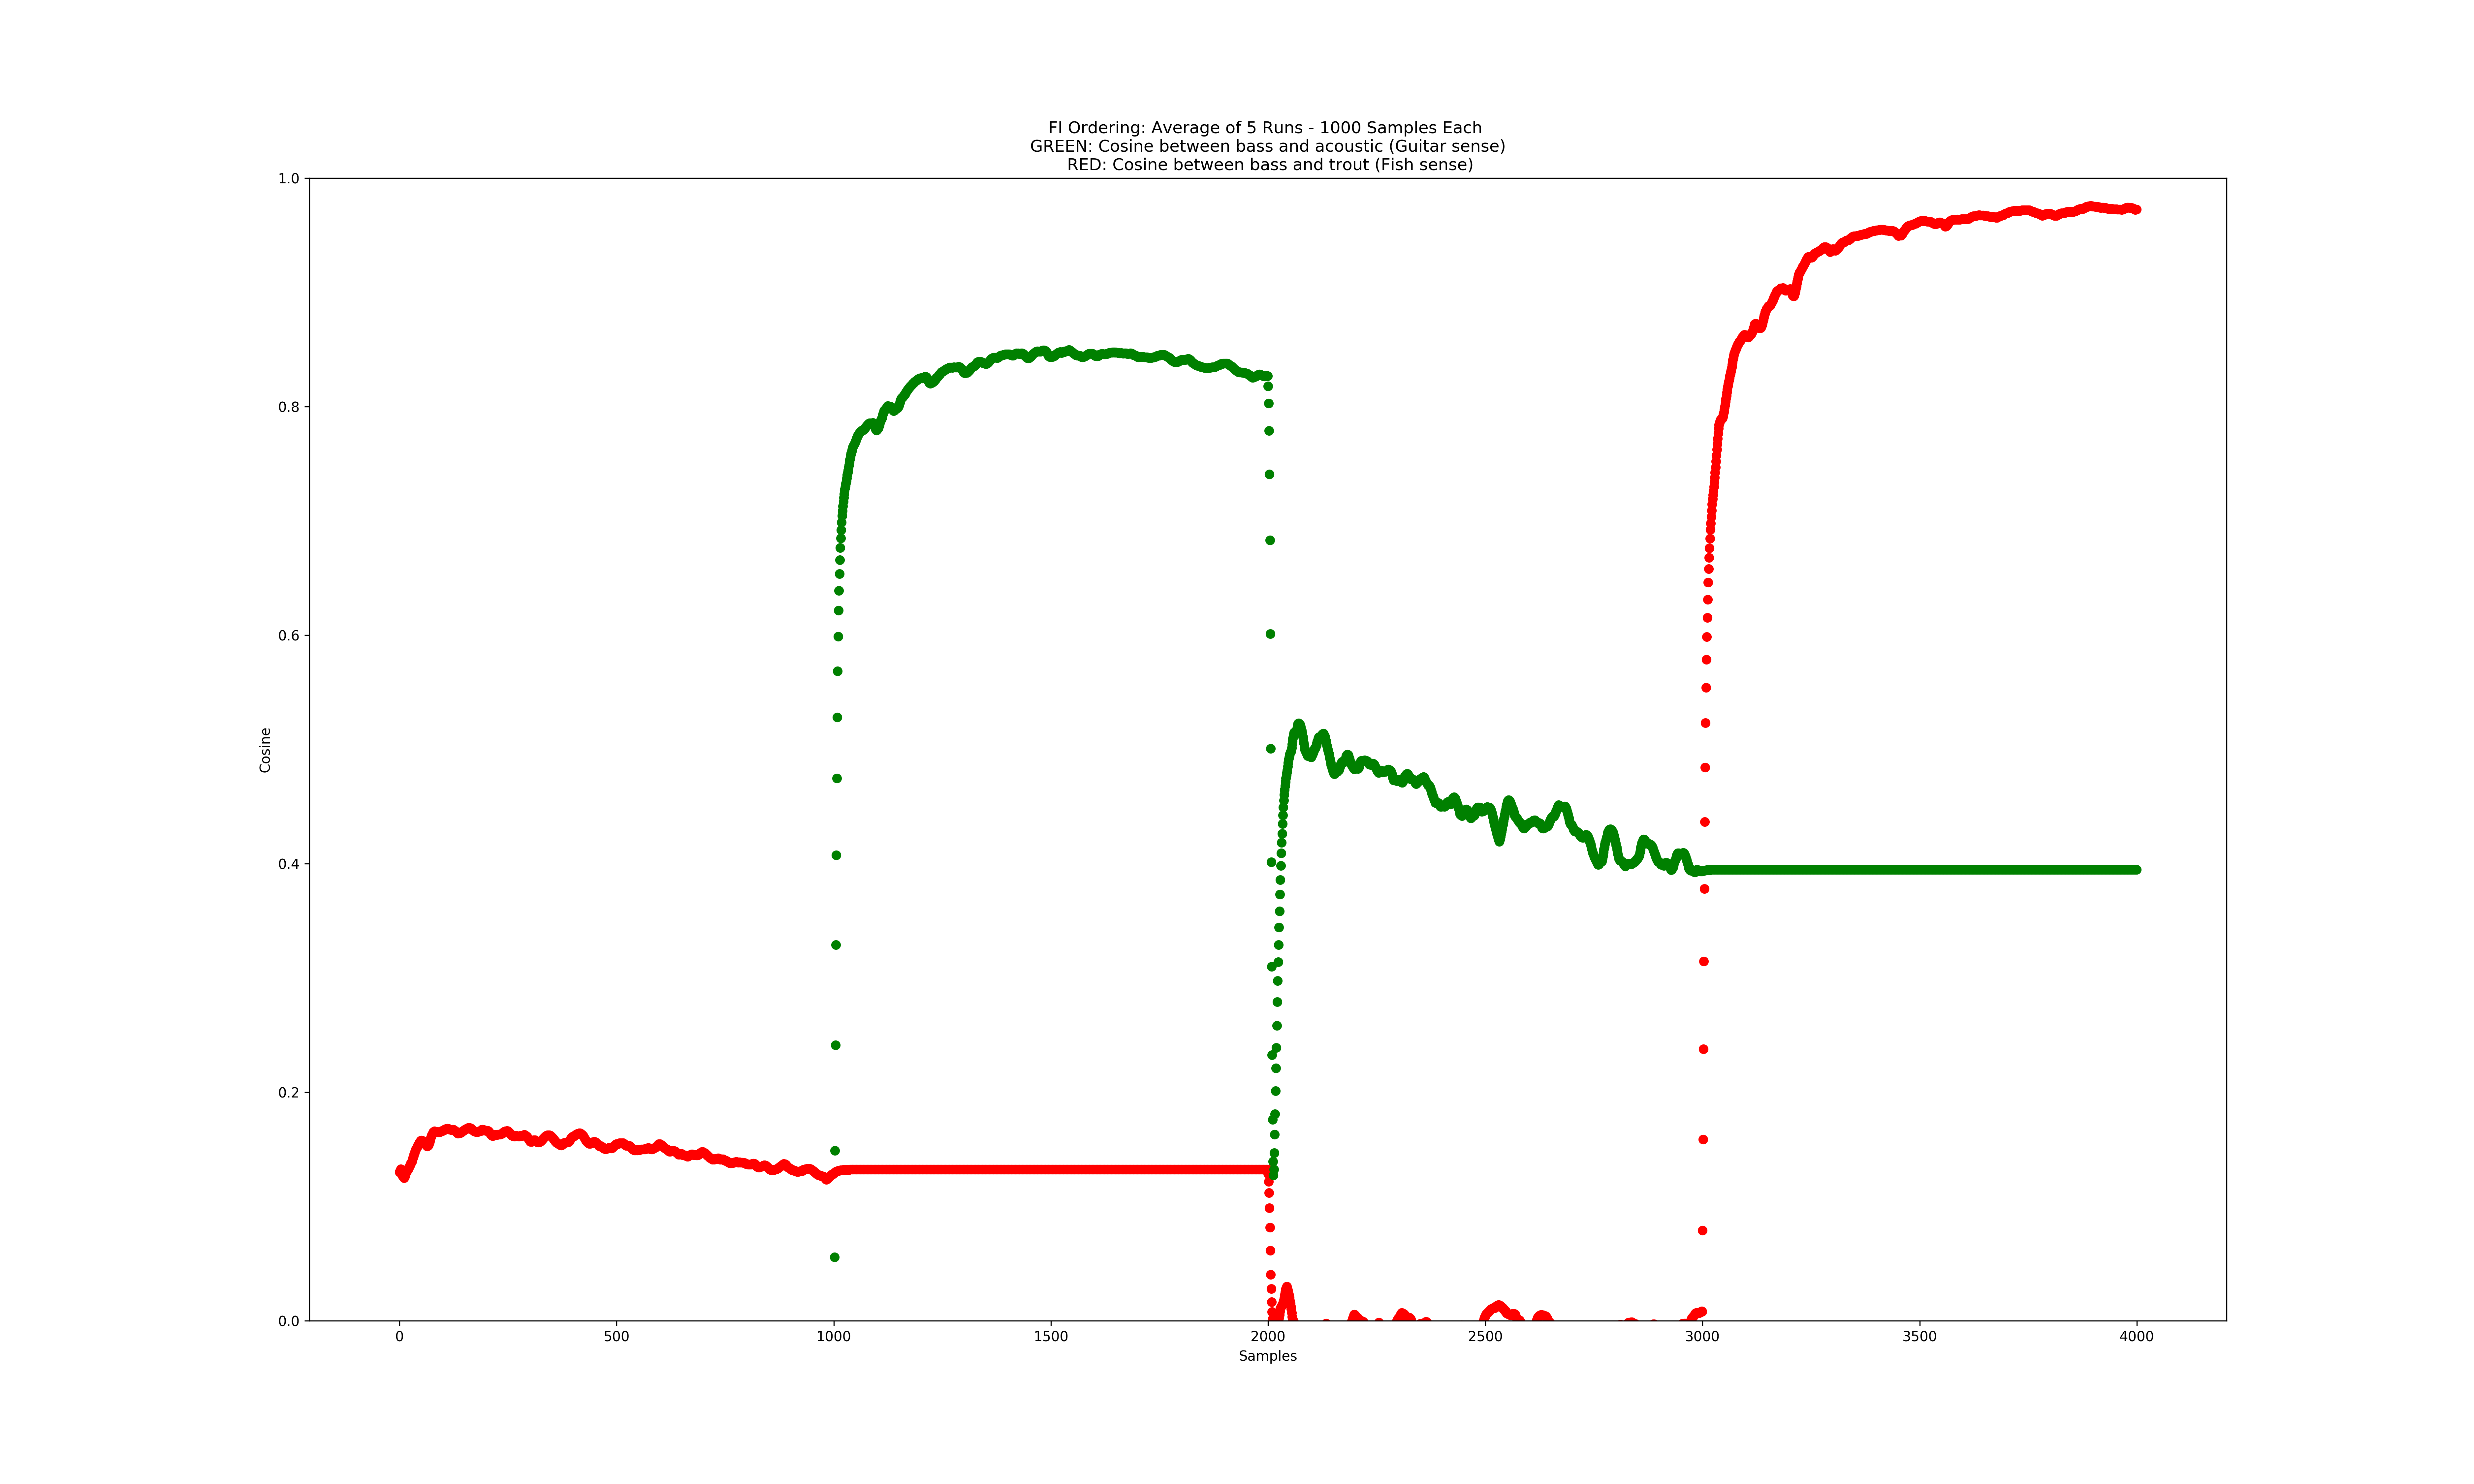 FI Ordering: Average of 5 Runs - 1000 Samples Each
GREEN: Cosine between bass and acoustic (Guitar sense)
RED: Cosine between bass and trout (Fish sense)
1.0
0.8
0.6
0.4
0.2
0.0
Cosine
0 500 1000 1500 2000 2500 3000 3500 4000
Samples